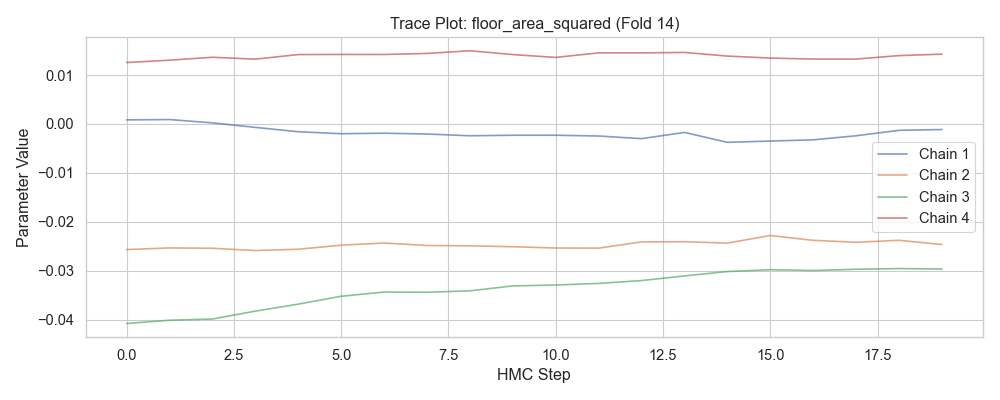 Trace Plot: floor_area_squared (Fold 14)
Parameter Value
0.01
0.00
−0.01
−0.02
−0.03
−0.04
Chain 1
Chain 2
Chain 3
Chain 4
0.0 2.5 5.0 7.5 10.0 12.5 15.0 17.5
HMC Step